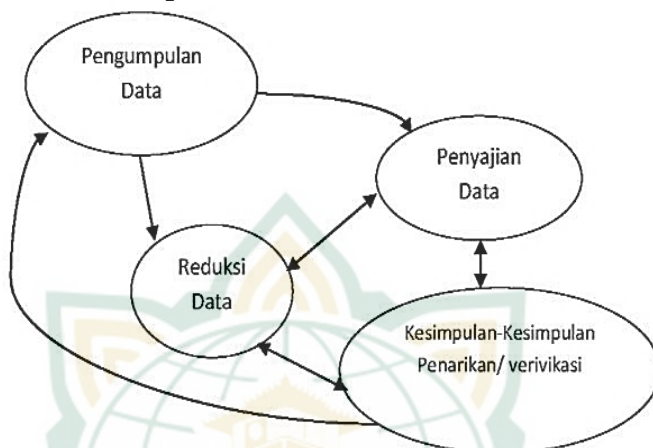 Pengumpulan
Data
Penyajian
Data
Reduksi
Data
Kesimpulan-Kesimpulan
Penarikan/ verivikasi